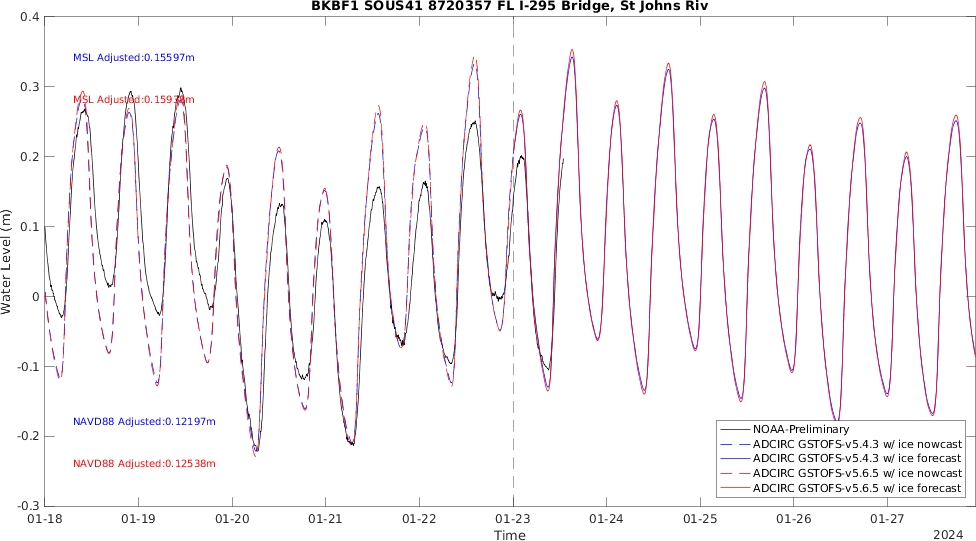 BKBF1 SOUS41 8720357 FL I-295 Bridge, St Johns Riv
0.4
0.3
0.2
0.1
0
-0.1
-0.2
-0.3
Water Level (m)
MSL Adjusted:0.15597m
MSL Adjusted:0.1593
NAVD88 Adjusted:0.12197m
NAVD88 Adjusted:0.12538m
NOAA-Preliminary
ADCIRC GSTOFS-v5.4.3 w/ ice nowcast
ADCIRC GSTOFS-v5.4.3 w/ ice forecast
ADCIRC GSTOFS-v5.6.5 w/ ice nowcast
ADCIRC GSTOFS-v5.6.5 w/ ice forecast
01-18 01-19 01-20 01-21 01-22 01-23 01-24 01-25 01-26 01-27
Time
2024